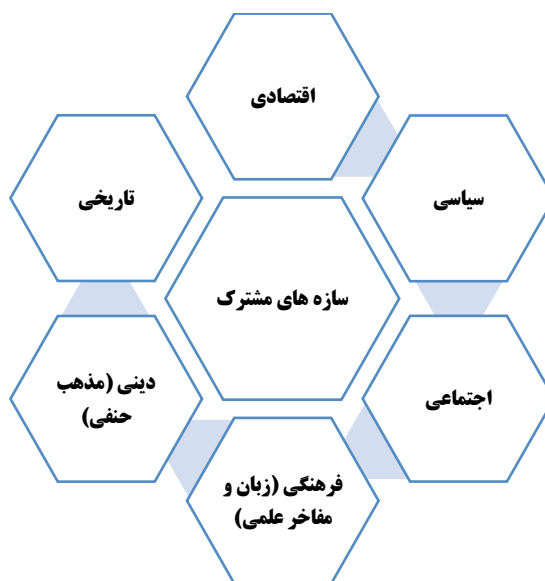 اقتصادی
سیاسی
تاریخی
سازه های مشترک
اجتماعی
دینی (مذهب
حنفی)
فرهنگی (زبان و
مفاخر علمی)